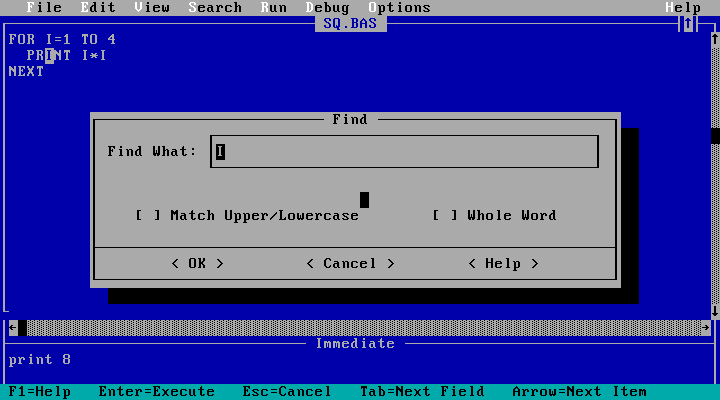 File Edit View Search Run Debug Options Help
SQ.BAS
FOR I=1 TO 4
PRINT I*I
NEXT
Find
Find What: I
[ ] Match Upper/Lowercase [ ] Whole Word
< OK > < Cancel > < Help >
Immediate
print 8
F1=Help Enter=Execute Esc=Cancel Tab=Next Field Arrow=Next Item